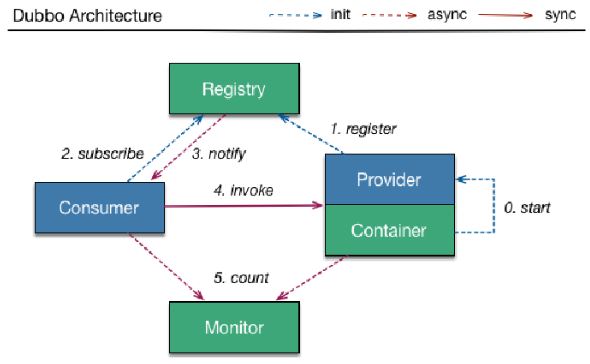 Dubbo Architecture
init
async
sync
Registry
1. register
2. subscribe
3. notify
Provider
4. invoke
Consumer
0. start
Container
5. count
Monitor